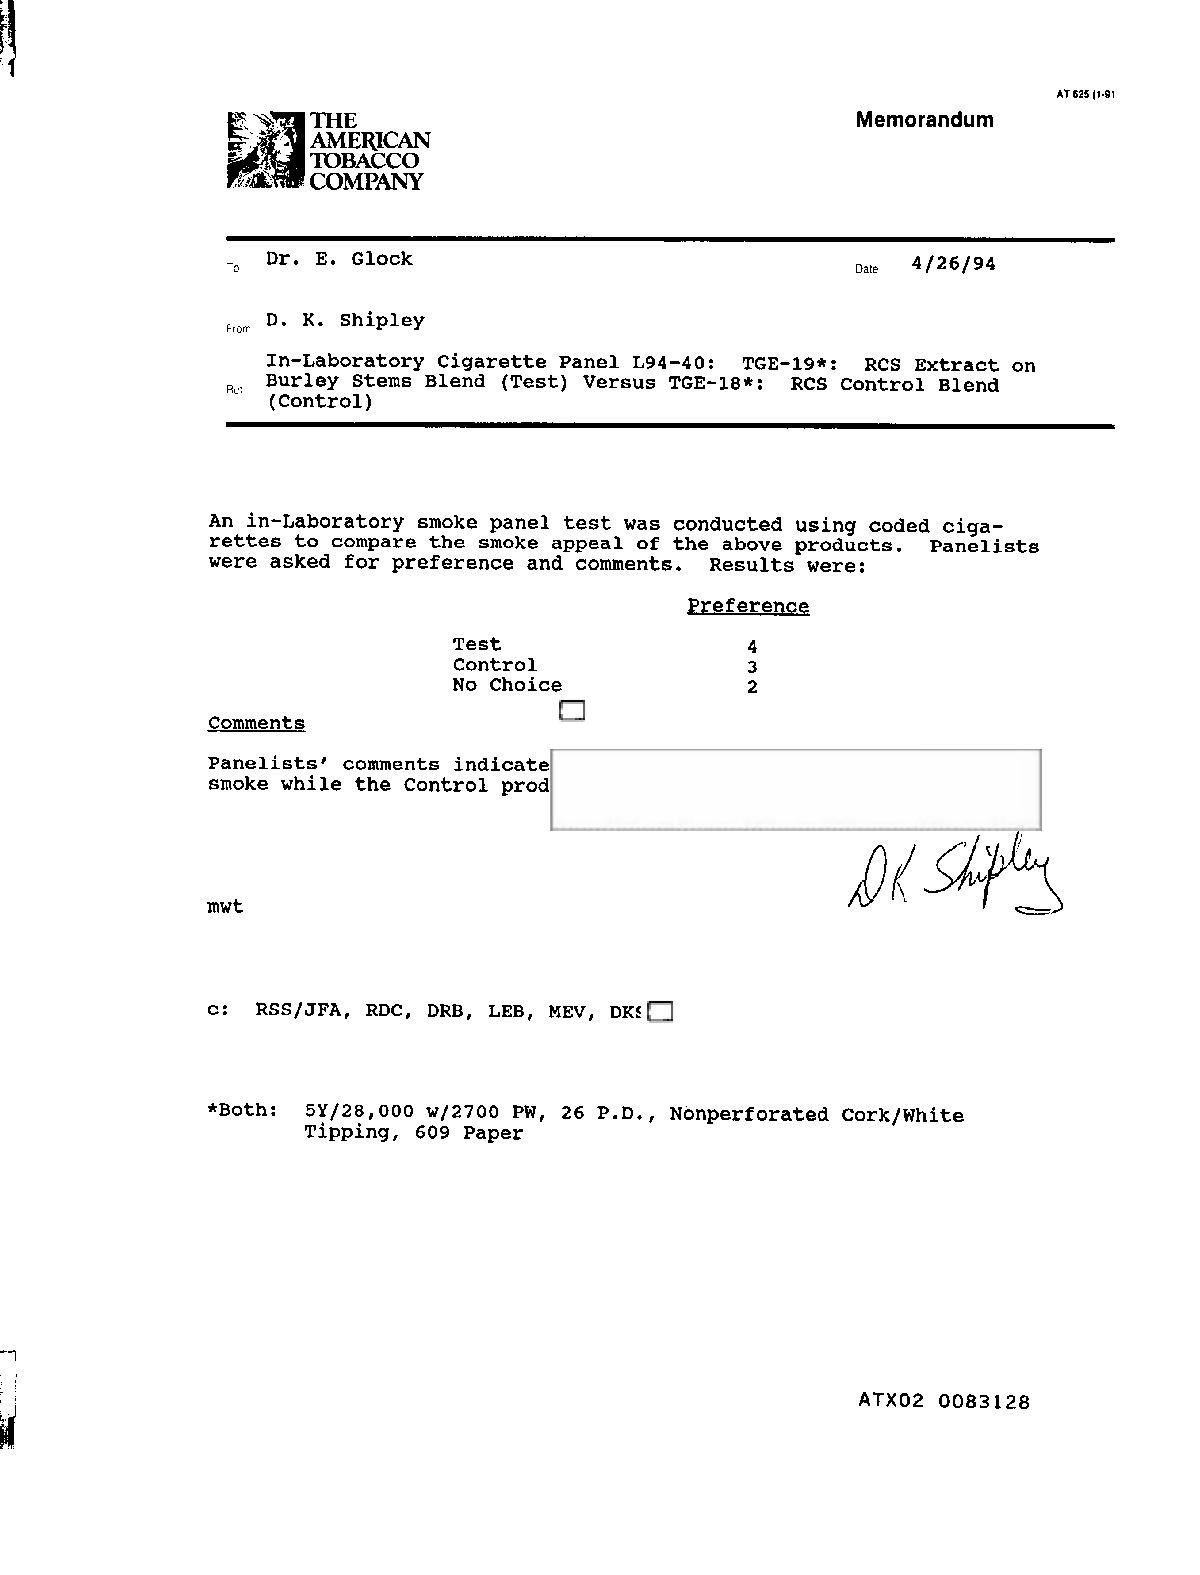 AT 625 (1-91
THE
AMERICAN
TOBACCO
COMPANY
Memorandum
To Dr. E. Glock
Date 4/26/94
From D. K. Shipley
In-Laboratory Cigarette Panel L94-40: TGE-19*: RCS Extract on
Re: Burley Stems Blend (Test) Versus TGE-18*: RCS Control Blend
(Control)
An in-Laboratory smoke panel test was conducted using coded ciga-
rettes to compare the smoke appeal of the above products. Panelists
were asked for preference and comments. Results were:
Preference
Test 4
Control 3
No Choice 2
Comments
Panelists' comments indicate
smoke while the Control prod
DK Shipley
mwt
c: RSS/JFA, RDC, DRB, LEB, MEV, DKS
*Both: 5Y/28,000 w/2700 PW, 26 P.D., Nonperforated Cork/White
Tipping, 609 Paper
ATX02 0083128